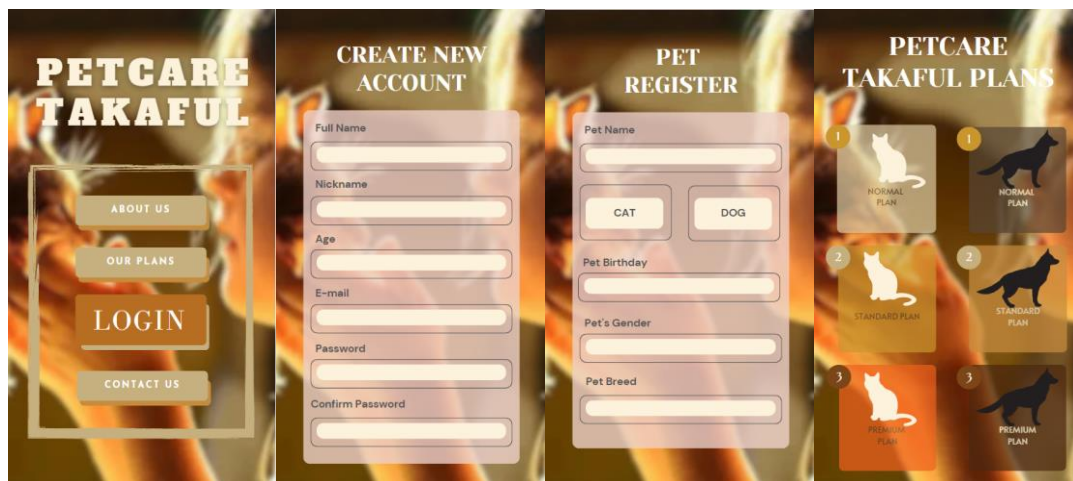 PETCARE
TAKAFUL
ABOUT US
OUR PLANS
LOGIN
CONTACT US
CREATE NEW
ACCOUNT
Full Name
Nickname
Age
E-mail
Password
Confirm Password
PET
REGISTER
Pet Name
CAT
DOG
Pet Birthday
Pet's Gender
Pet Breed
PETCARE
TAKAFUL PLANS
1
NORMAL
PLAN
1
NORMAL
PLAN
2
STANDARD PLAN
2
STANDARD
PLAN
3
PREMIUM
PLAN
3
PREMIUM
PLAN